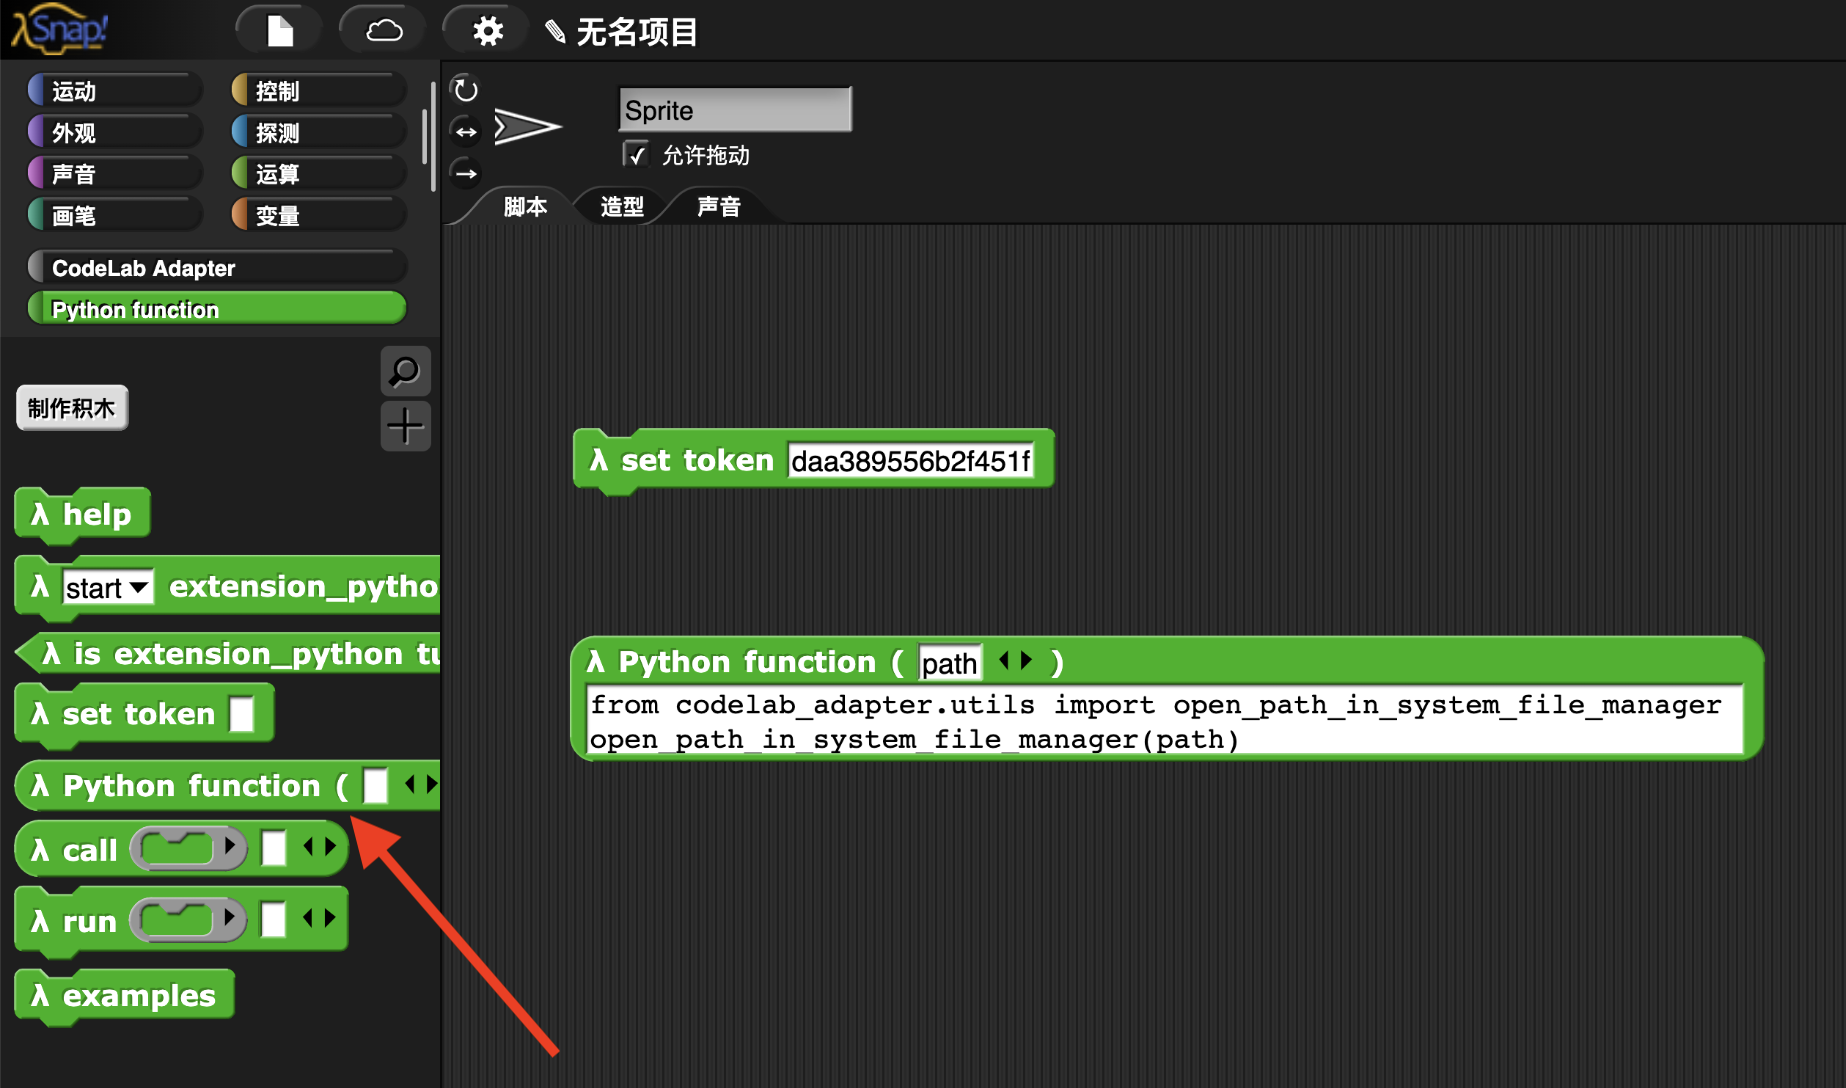 λSnap!
✎ 无名项目
运动 控制
外观 探测
声音 运算
画笔 变量
CodeLab Adapter
Python function
制作积木
λ help
λ start extension_pytho
λ is extension_python tu
λ set token
λ Python function (
λ call
λ run
λ examples
Sprite
允许拖动
脚本 造型 声音
λ set token daa389556b2f451f
λ Python function ( path )
from codelab_adapter.utils import open_path_in_system_file_manager
open_path_in_system_file_manager(path)